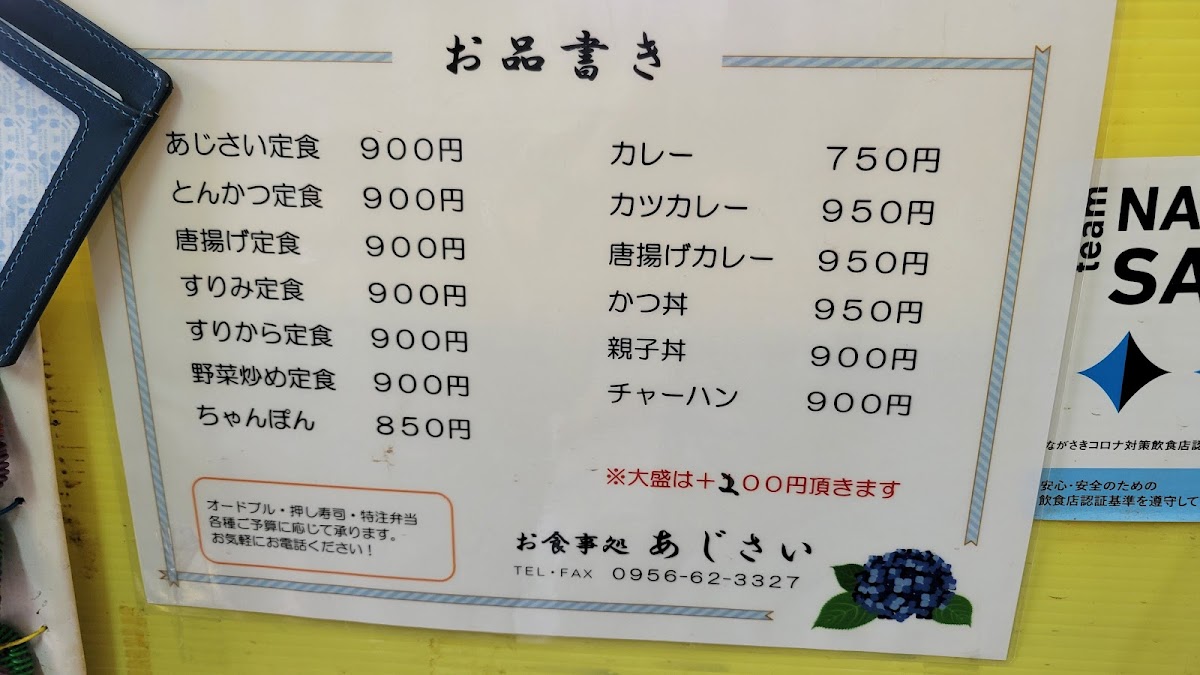 お品書き
あじさい定食 900円
とんかつ定食 900円
唐揚げ定食 900円
すりみ定食 900円
すりから定食 900円
野菜炒め定食 900円
ちゃんぽん 850円
カレー 750円
カツカレー 950円
唐揚げカレー 950円
かつ丼 950円
親子丼 900円
チャーハン 900円
※大盛は+200円頂きます
オードブル・押し寿司・特注弁当
各種ご予算に応じて承ります。
お気軽にお電話ください！
お食事処 あじさい
TEL・FAX 0956-62-3327
team
NA
SA
ながさきコロナ対策飲食店認
安心・安全のための
飲食店認証基準を遵守して